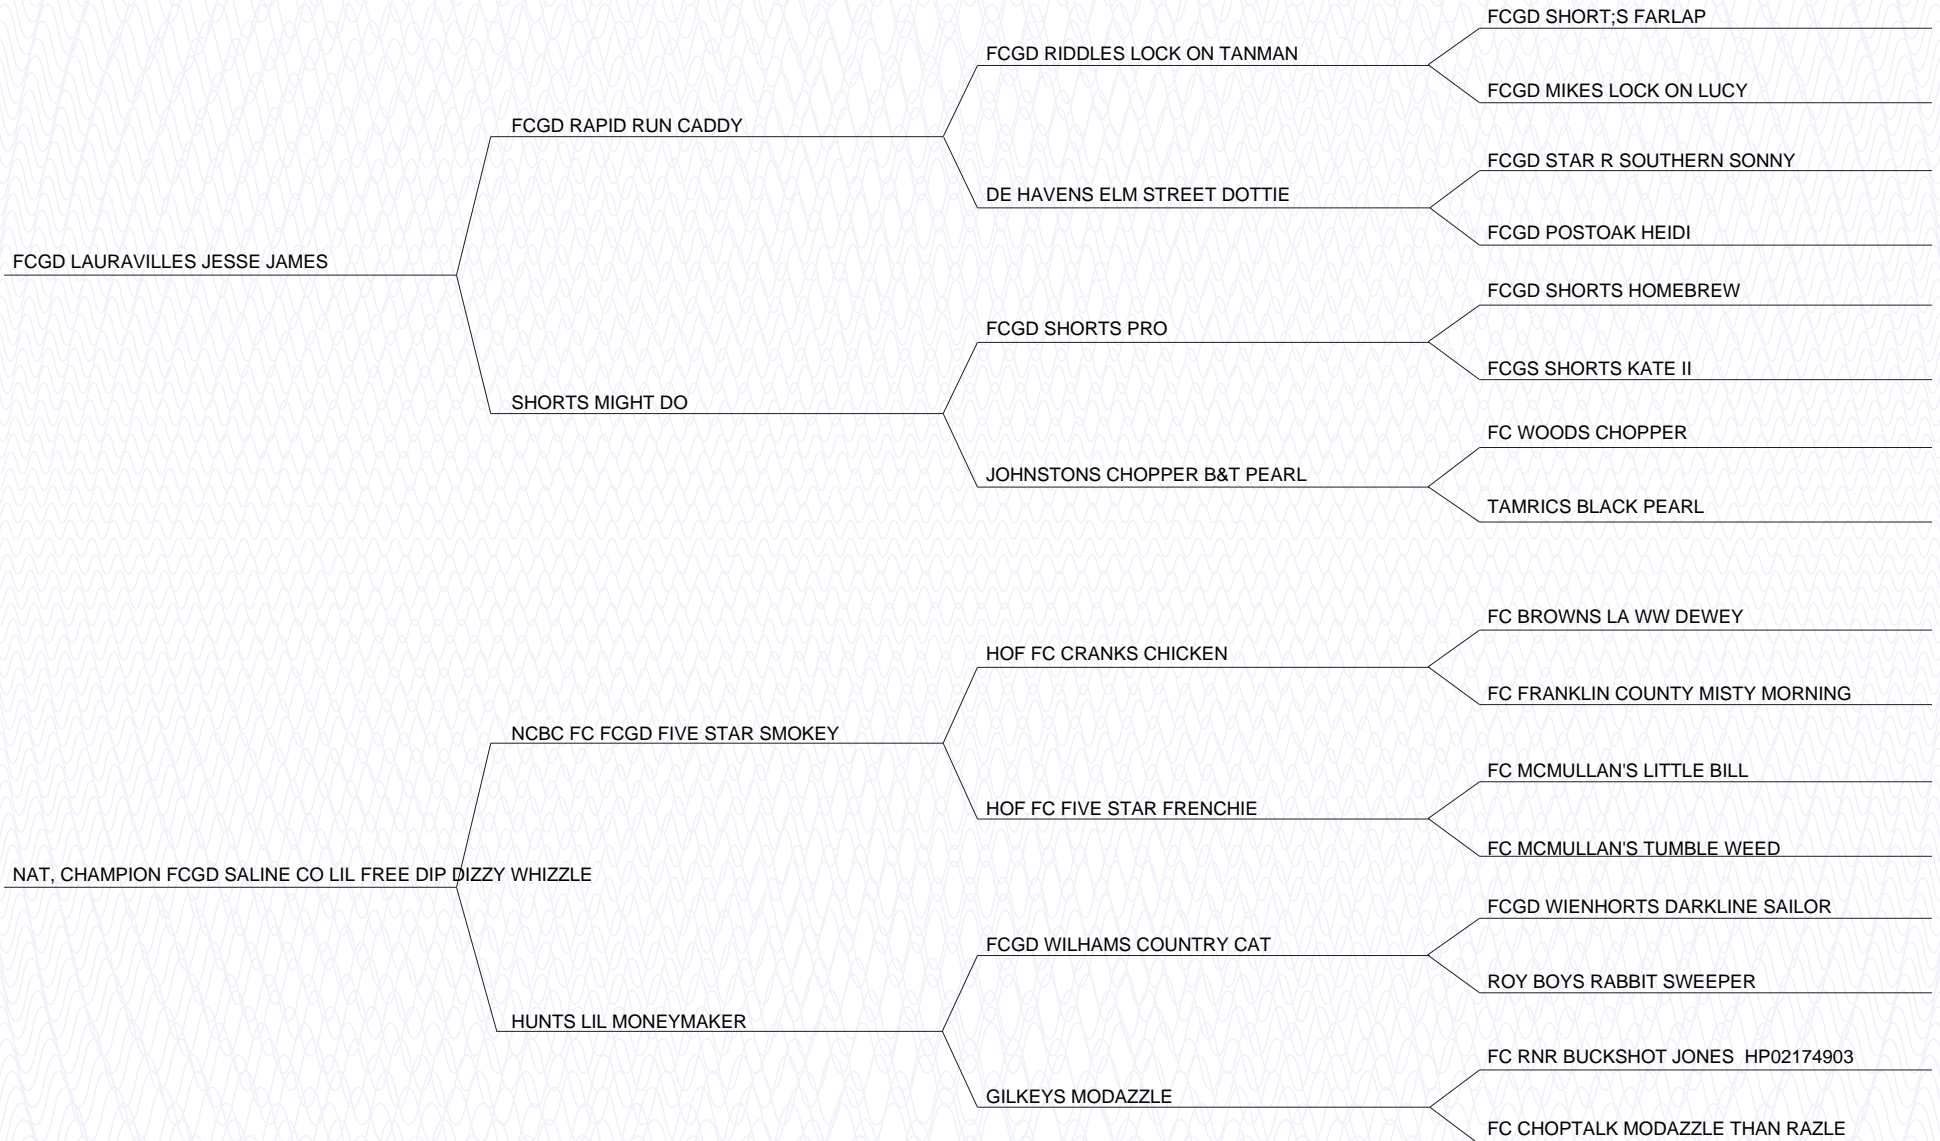 FCGD SHORT;S FARLAP
FCGD RIDDLES LOCK ON TANMAN
FCGD MIKES LOCK ON LUCY
FCGD RAPID RUN CADDY
FCGD STAR R SOUTHERN SONNY
DE HAVENS ELM STREET DOTTIE
FCGD POSTOAK HEIDI
FCGD LAURAVILLES JESSE JAMES
FCGD SHORTS HOMEBREW
FCGD SHORTS PRO
FCGS SHORTS KATE II
SHORTS MIGHT DO
FC WOODS CHOPPER
JOHNSTONS CHOPPER B&T PEARL
TAMRICS BLACK PEARL
FC BROWNS LA WW DEWEY
HOF FC CRANKS CHICKEN
FC FRANKLIN COUNTY MISTY MORNING
NCBC FC FCGD FIVE STAR SMOKEY
FC MCMULLAN'S LITTLE BILL
HOF FC FIVE STAR FRENCHIE
FC MCMULLAN'S TUMBLE WEED
NAT, CHAMPION FCGD SALINE CO LIL FREE DIP DIZZY WHIZZLE
FCGD WIENHORTS DARKLINE SAILOR
FCGD WILHAMS COUNTRY CAT
ROY BOYS RABBIT SWEEPER
HUNTS LIL MONEYMAKER
FC RNR BUCKSHOT JONES  HP02174903
GILKEYS MODAZZLE
FC CHOPTALK MODAZZLE THAN RAZLE